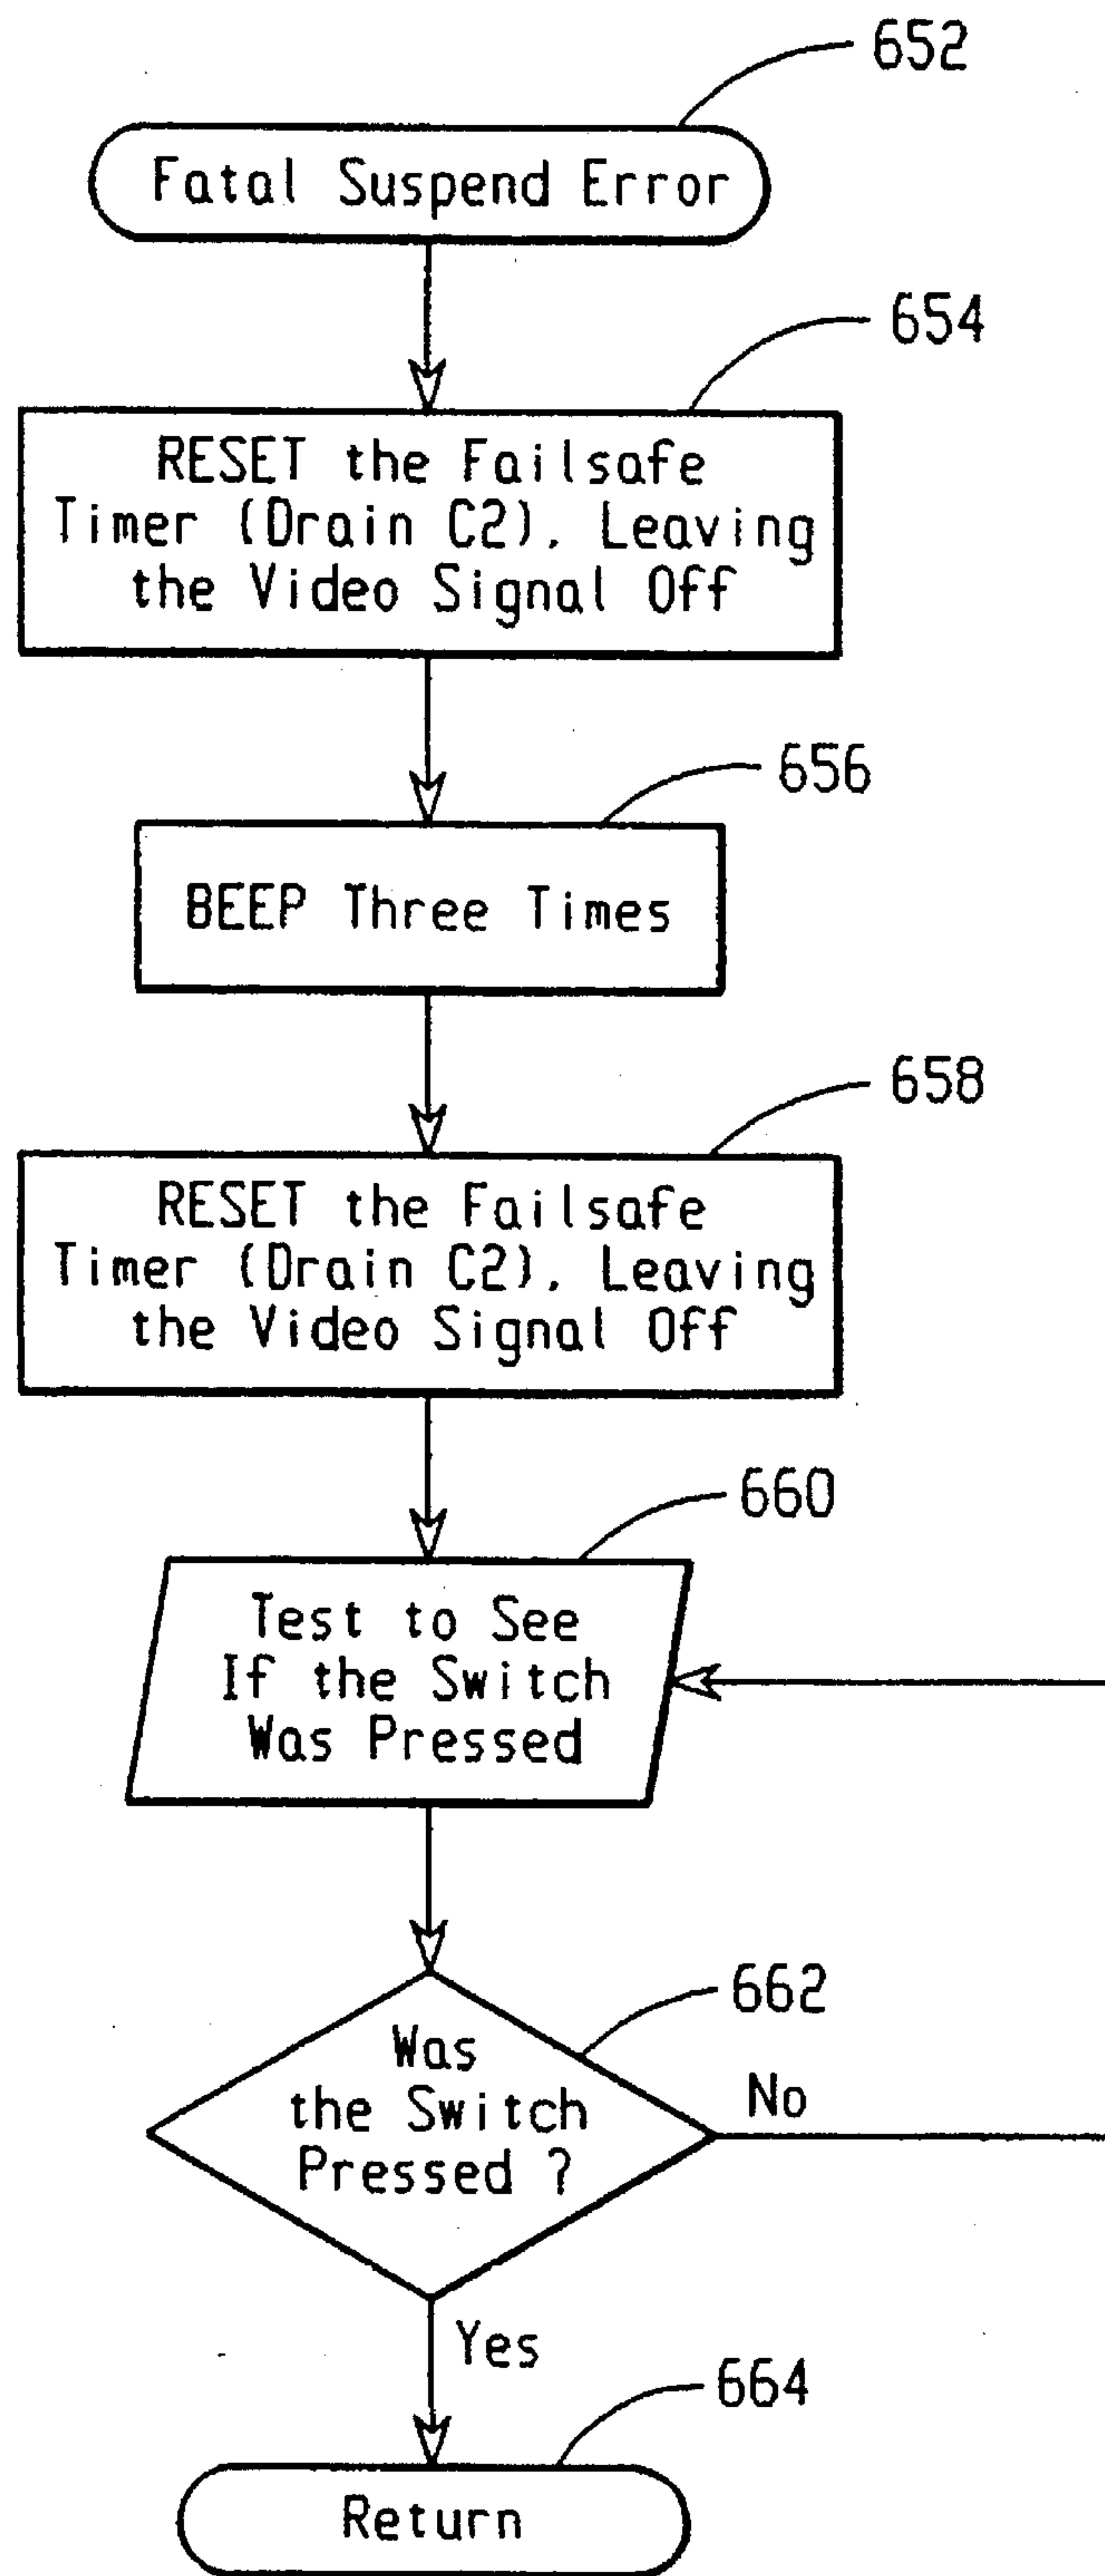 652
Fatal Suspend Error
654
RESET the Failsafe
Timer (Drain C2), Leaving
the Video Signal Off
656
BEEP Three Times
658
RESET the Failsafe
Timer (Drain C2), Leaving
the Video Signal Off
660
Test to See
If the Switch
Was Pressed
662
Was
the Switch
Pressed ?
No
Yes
664
Return